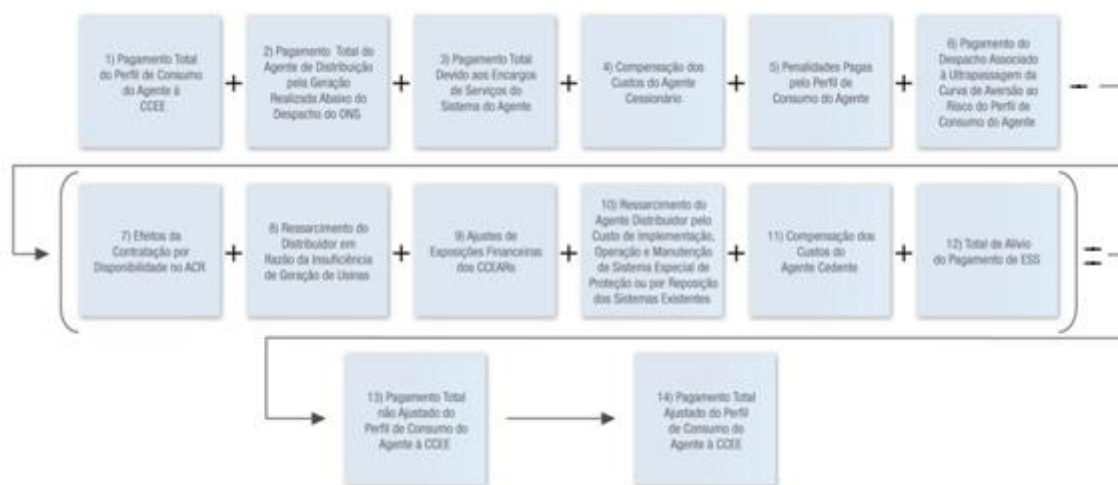 1) Pagamento Total
do Perfil de Consumo
do Agente à
CCEE
+
2) Pagamento Total do
Agente de Distribuição
pela Geração
Realizada Abaixo do
Despacho do ONS
+
3) Pagamento Total
Devido aos Encargos
de Serviços do
Sistema do Agente
+
4) Compensação dos
Custos do Agente
Cessionário
+
5) Penalidades Pagas
pelo Perfil de
Consumo do Agente
+
6) Pagamento do
Despacho Associado
à Ultrapassagem da
Curva de Aversão ao
Risco do Perfil de
Consumo do Agente
–
(
7) Efeitos da
Contratação por
Disponibilidade no ACR
+
8) Ressarcimento do
Distribuidor em
Razão da Insuficiência
de Geração de Usinas
+
9) Ajustes de
Exposições Financeiras
dos CCEARs
+
10) Ressarcimento do
Agente Distribuidor pelo
Custo de Implementação,
Operação e Manutenção
de Sistema Especial de
Proteção ou por Reposição
dos Sistemas Existentes
+
11) Compensação dos
Custos do
Agente Cedente
+
12) Total de Alívio
do Pagamento de ESS
)
=
13) Pagamento Total
não Ajustado do
Perfil de Consumo do
Agente à CCEE
14) Pagamento Total
Ajustado do Perfil
de Consumo do
Agente à CCEE